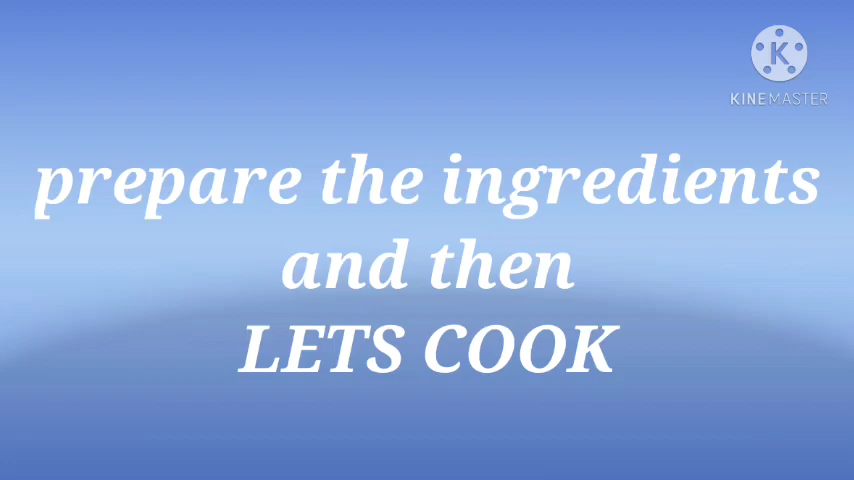 K
KINEMASTER
prepare the ingredients
and then
LETS COOK